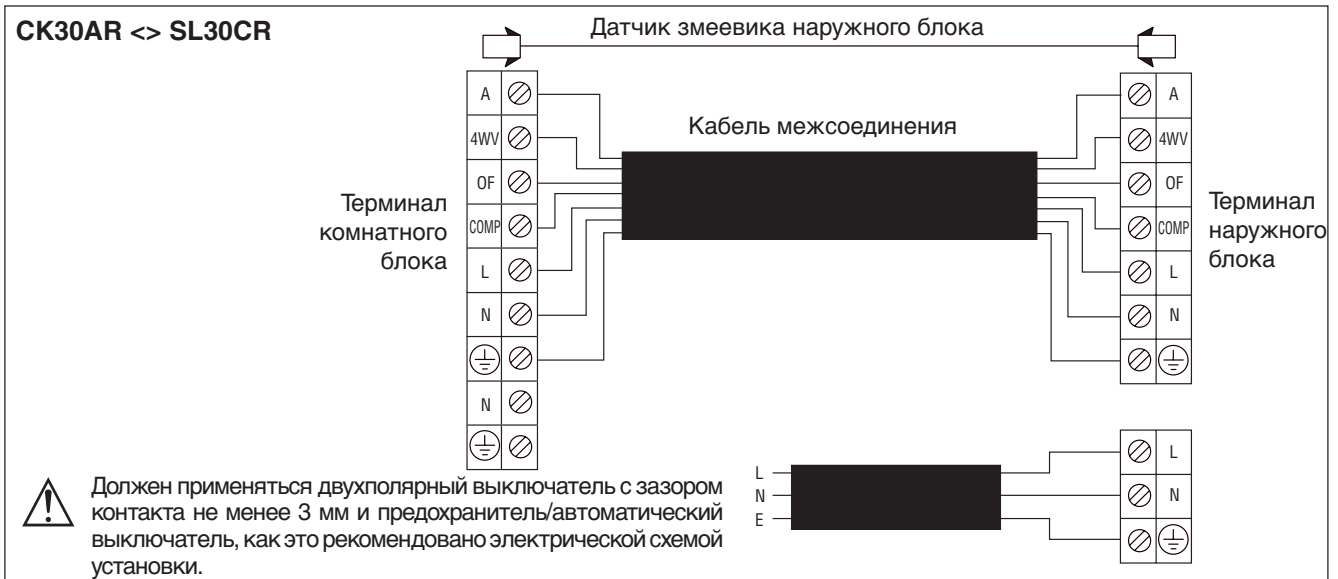 CK30AR <> SL30CR
Датчик змеевика наружного блока
Кабель межсоединения
Терминал
комнатного
блока
A
4WV
OF
COMP
L
N
N
A
4WV
OF
COMP
L
N
Терминал
наружного
блока
L
N
E
L
N
Должен применяться двухполярный выключатель с зазором
контакта не менее 3 мм и предохранитель/автоматический
выключатель, как это рекомендовано электрической схемой
установки.